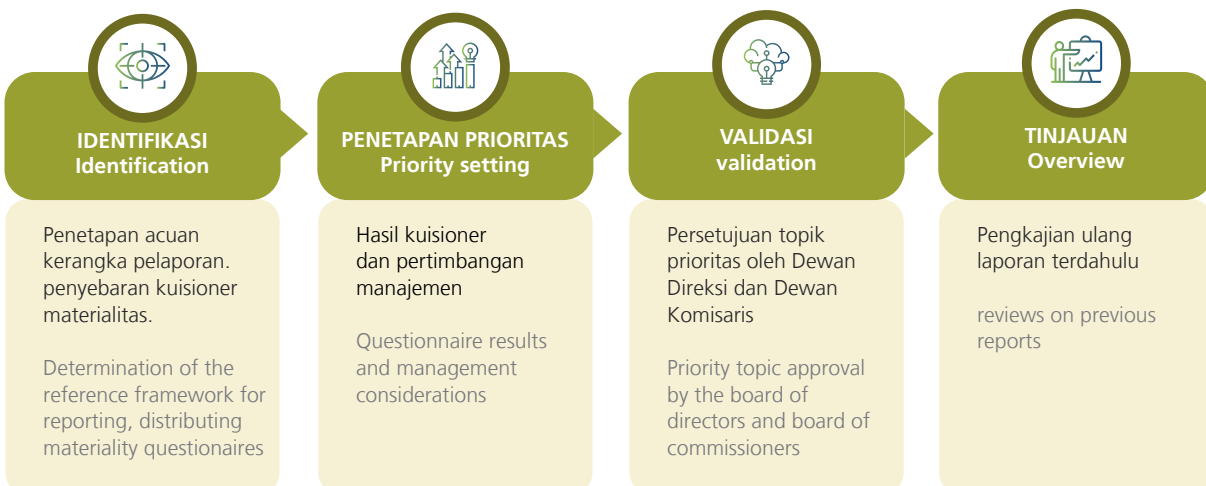 IDENTIFIKASI
Identification
Penetapan acuan
kerangka pelaporan.
penyebaran kuisioner
materialitas.
Determination of the
reference framework for
reporting, distributing
materiality questionaires
PENETAPAN PRIORITAS
Priority setting
Hasil kuisioner
dan pertimbangan
manajemen
Questionnaire results
and management
considerations
VALIDASI
validation
Persetujuan topik
prioritas oleh Dewan
Direksi dan Dewan
Komisaris
Priority topic approval
by the board of
directors and board of
commissioners
TINJAUAN
Overview
Pengkajian ulang
laporan terdahulu
reviews on previous
reports